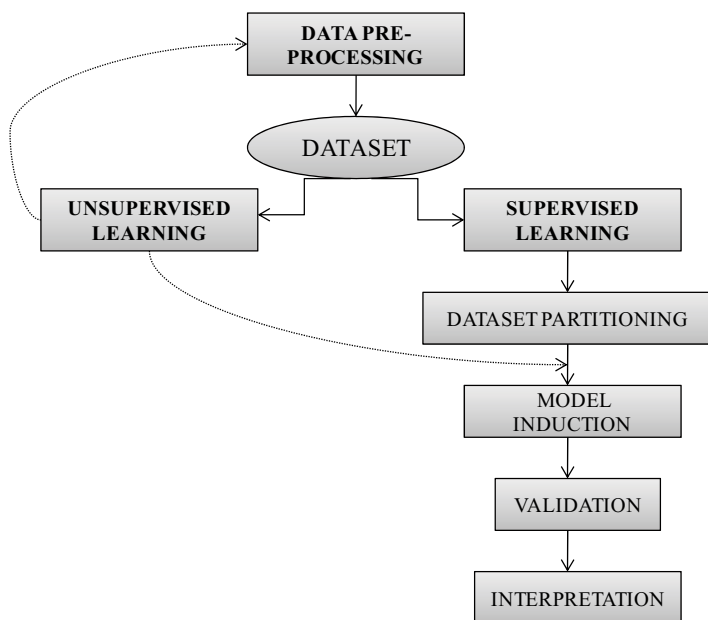 DATA PRE-
PROCESSING
DATASET
UNSUPERVISED
LEARNING
SUPERVISED
LEARNING
DATASET PARTITIONING
MODEL
INDUCTION
VALIDATION
INTERPRETATION